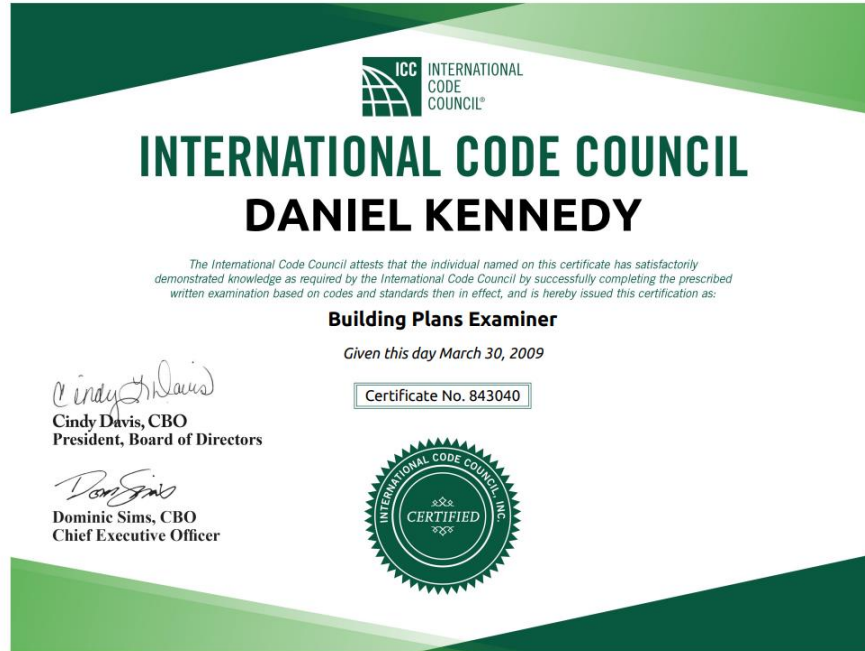 ICC INTERNATIONAL
CODE
COUNCIL®
INTERNATIONAL CODE COUNCIL
DANIEL KENNEDY
The International Code Council attests that the individual named on this certificate has satisfactorily
demonstrated knowledge as required by the International Code Council by successfully completing the prescribed
written examination based on codes and standards then in effect, and is hereby issued this certification as:
Building Plans Examiner
Given this day March 30, 2009
Certificate No. 843040
Cindy Davis
Cindy Davis, CBO
President, Board of Directors
Dom Sims
Dominic Sims, CBO
Chief Executive Officer
INTERNATIONAL CODE COUNCIL, INC.
CERTIFIED